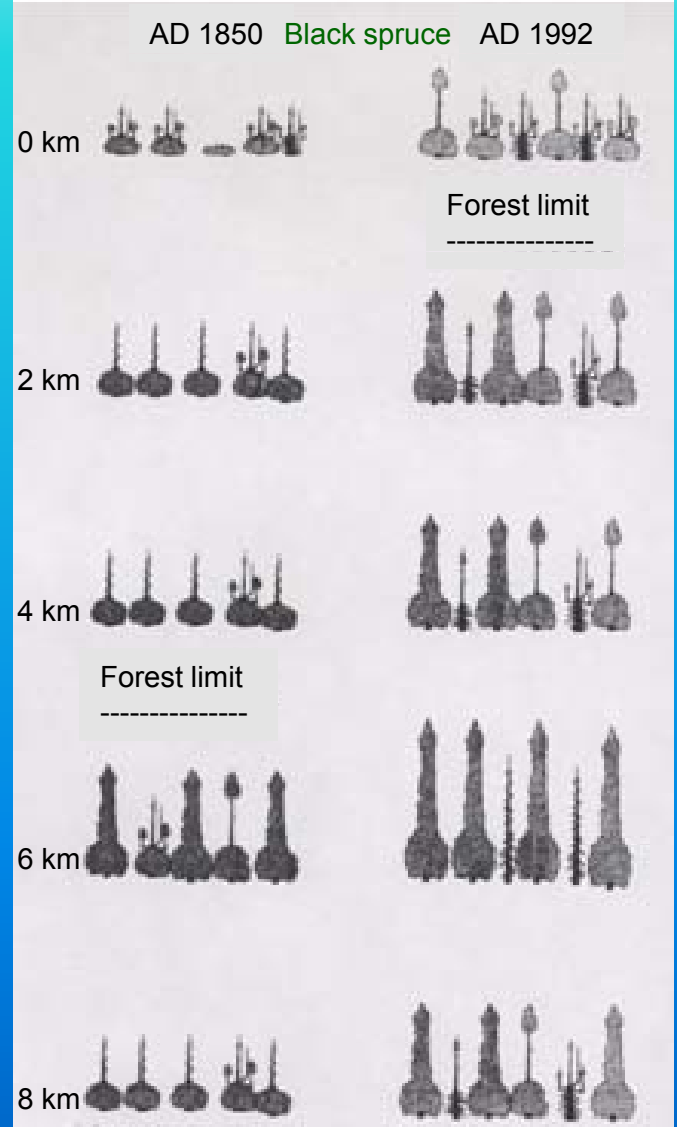 AD 1850 Black spruce AD 1992
0 km
Forest limit
---------------
2 km
4 km
Forest limit
---------------
6 km
8 km